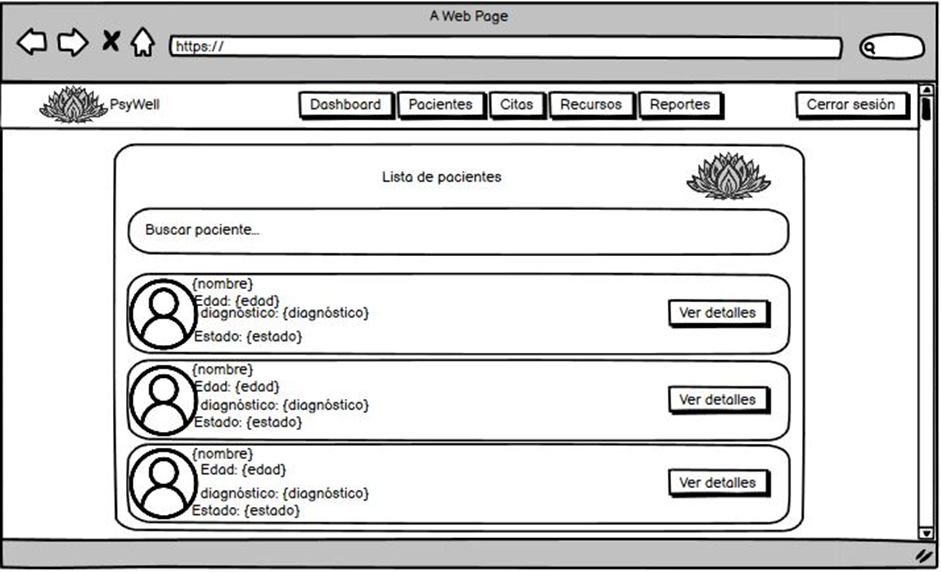 A Web Page
https://
PsyWell
Dashboard
Pacientes
Citas
Recursos
Reportes
Cerrar sesión
Lista de pacientes
Buscar paciente...
{nombre}
Edad: {edad}
diagnóstico: {diagnóstico}
Estado: {estado}
Ver detalles
{nombre}
Edad: {edad}
diagnóstico: {diagnóstico}
Estado: {estado}
Ver detalles
{nombre}
Edad: {edad}
diagnóstico: {diagnóstico}
Estado: {estado}
Ver detalles